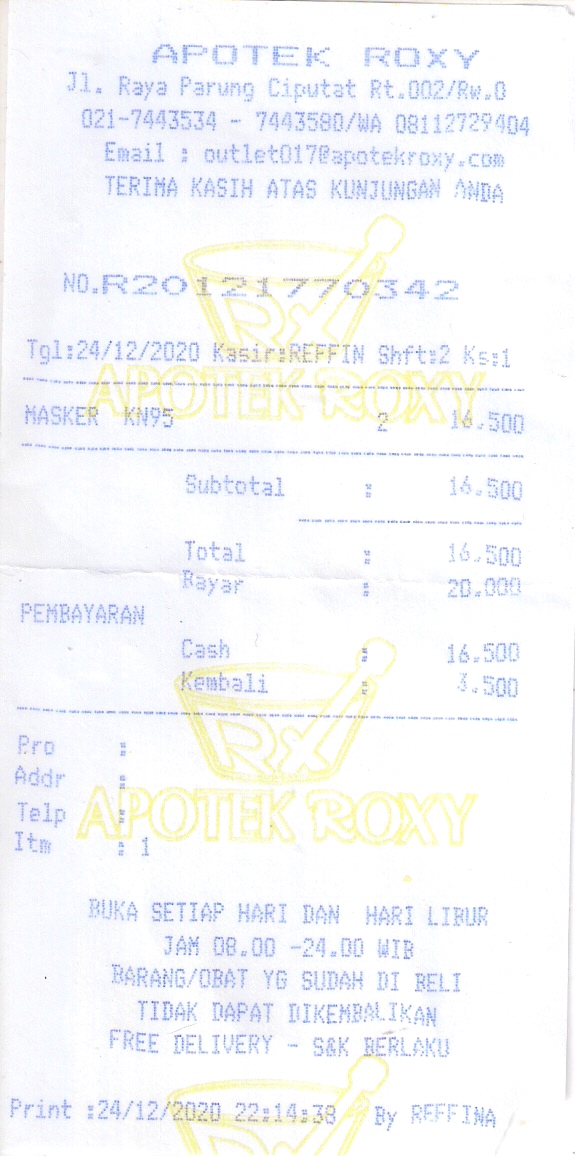 APOTEK ROXY
Jl. Raya Parung Ciputat Rt.002/Rw.0
021-7443534 - 7443580/WA 08112729404
Email : outlet017@apotekroxy.com
TERIMA KASIH ATAS KUNJUNGAN ANDA
NO.R20121770342
Rx
APOTEK ROXY
Tgl:24/12/2020 Kasir:REFFIN Shft:2 Ks:1
MASKER KN95 2 16.500
Subtotal : 16.500
Total : 16.500
Bayar : 20.000
PEMBAYARAN
Cash : 16.500
Kembali : 3.500
Rx
APOTEK ROXY
Pro :
Addr :
Telp :
Itm : 1
BUKA SETIAP HARI DAN HARI LIBUR
JAM 08.00 -24.00 WIB
BARANG/OBAT YG SUDAH DI BELI
TIDAK DAPAT DIKEMBALIKAN
FREE DELIVERY - S&K BERLAKU
Print :24/12/2020 22:14:38 By REFFINA
Rx